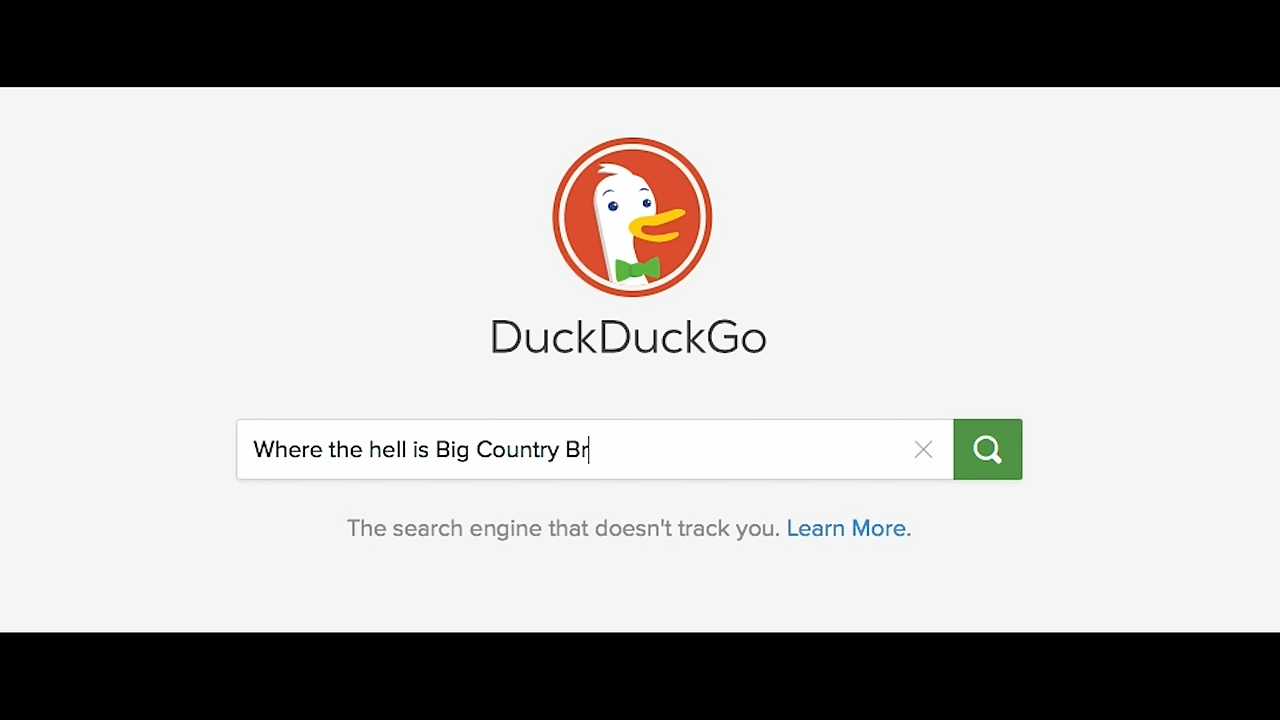 DuckDuckGo
Where the hell is Big Country Br
The search engine that doesn't track you. Learn More.